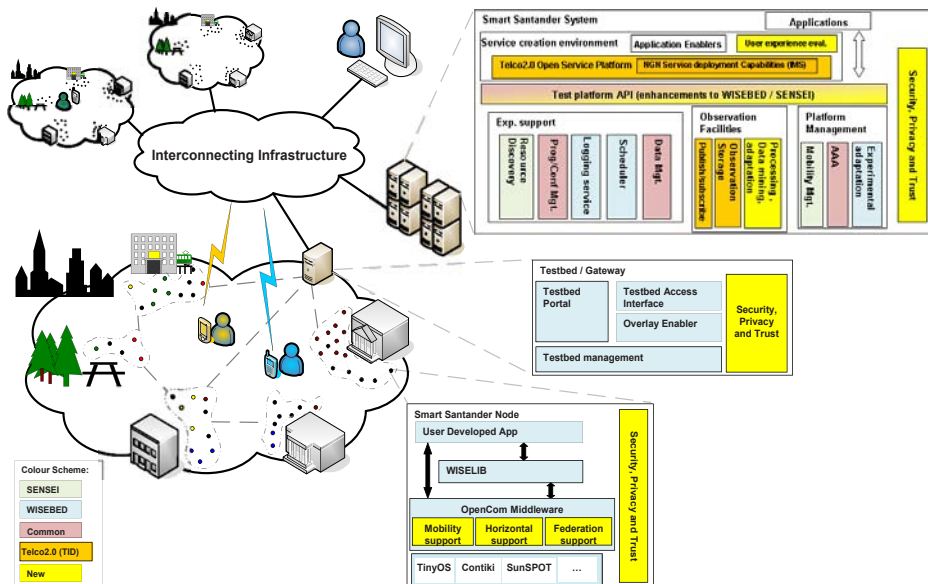 Smart Santander System
Applications
Service creation environment
Application Enablers
User experience eval.
Telco2.0 Open Service Platform
NGN Service deployment Capabilities (IMS)
Test platform API (enhancements to WISEBED / SENSEI)
Exp. support
Resource
Discovery
Prog/Conf Mgt.
Logging service
Scheduler
Data Mgt.
Observation
Facilities
Publish/subscribe
Observation
Storage
Processing ,
Data mining,
adaptation
Platform
Management
Mobility Mgt.
AAA
Experimental
adaptation
Security, Privacy and Trust
Interconnecting Infrastructure
Testbed / Gateway
Testbed
Portal
Testbed Access
Interface
Overlay Enabler
Testbed management
Security,
Privacy
and Trust
Smart Santander Node
User Developed App
WISELIB
OpenCom Middleware
Mobility
support
Horizontal
support
Federation
support
TinyOS
Contiki
SunSPOT
...
Security, Privacy and Trust
Colour Scheme:
SENSEI
WISEBED
Common
Telco2.0 (TID)
New